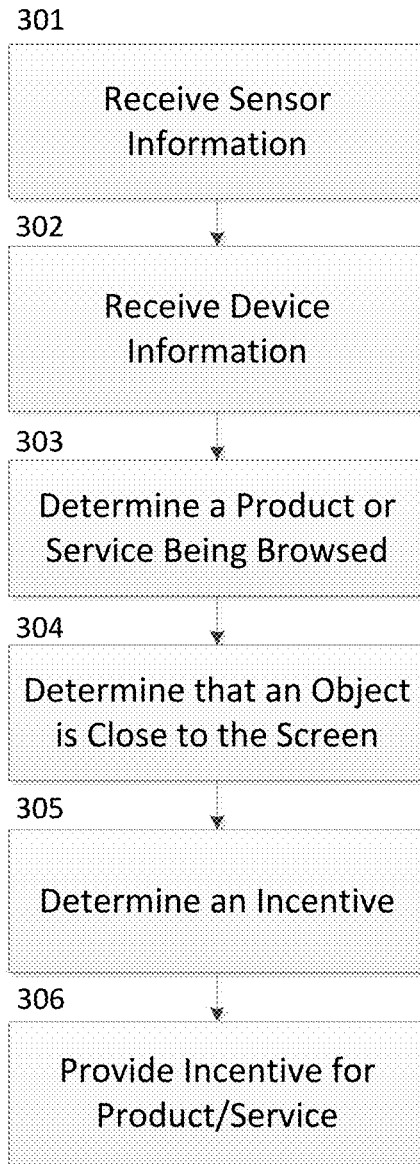 301
Receive Sensor
Information
302
Receive Device
Information
303
Determine a Product or
Service Being Browsed
304
Determine that an Object
is Close to the Screen
305
Determine an Incentive
306
Provide Incentive for
Product/Service